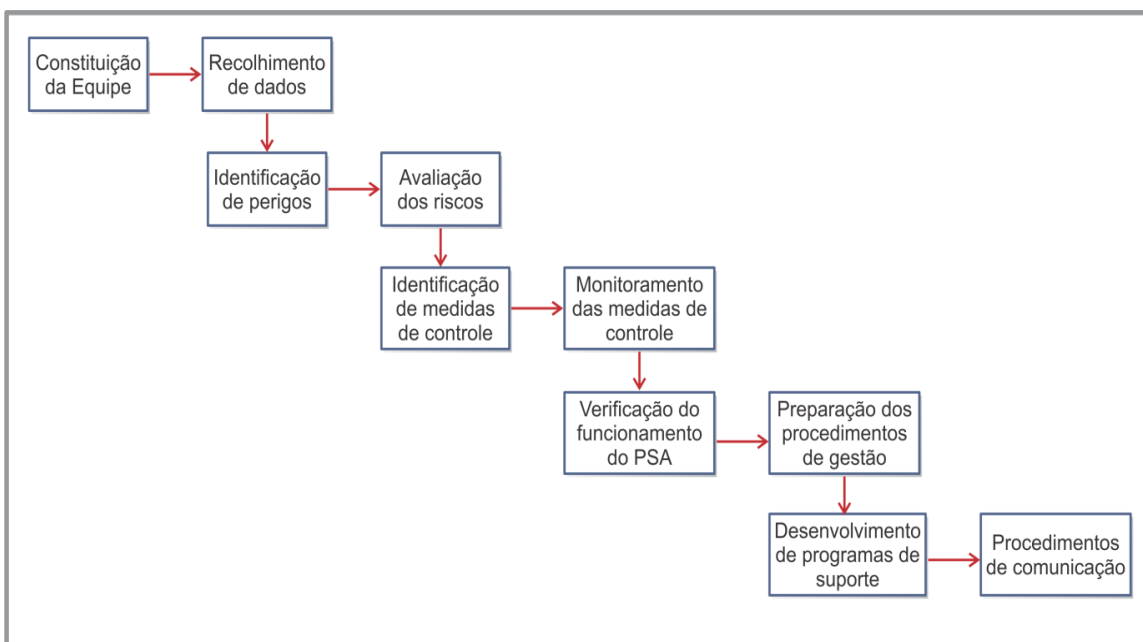 Constituição
da Equipe
Recolhimento
de dados
Identificação
de perigos
Avaliação
dos riscos
Identificação
de medidas
de controle
Monitoramento
das medidas de
controle
Verificação do
funcionamento
do PSA
Preparação dos
procedimentos
de gestão
Desenvolvimento
de programas de
suporte
Procedimentos
de comunicação